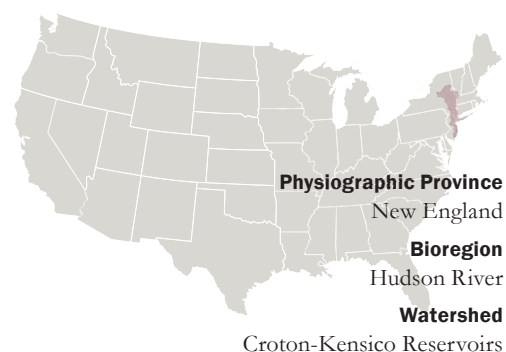 Physiographic Province
New England
Bioregion
Hudson River
Watershed
Croton-Kensico Reservoirs